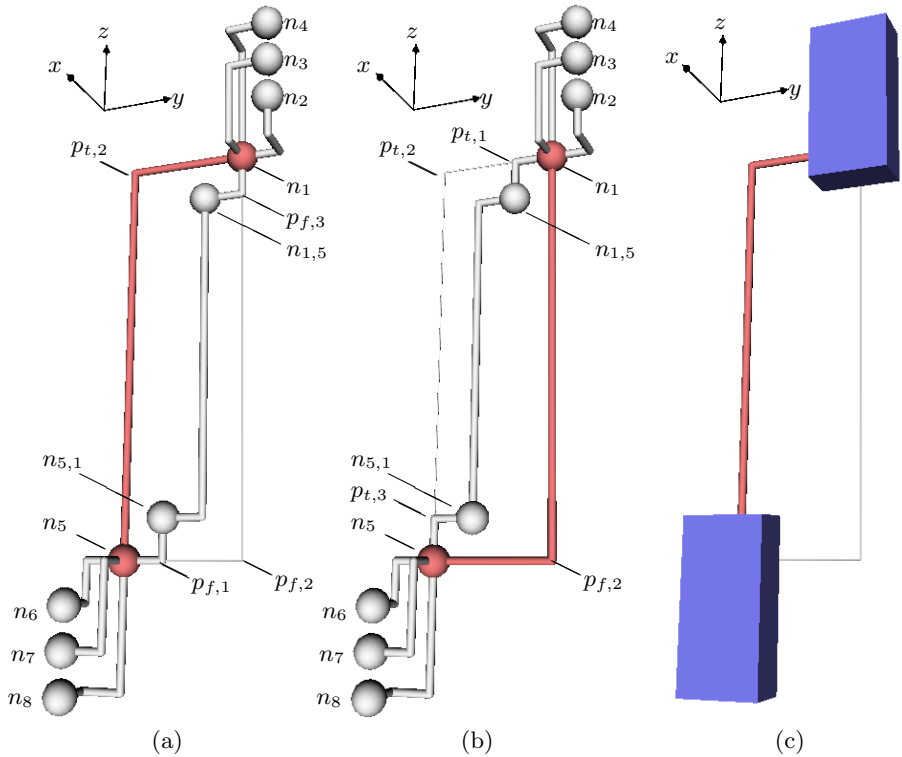 n4
z
n3
x
y
n2
pt,2
n1
pf,3
n1,5
n5,1
n5
pf,1
pf,2
n6
n7
n8
(a)
n4
z
n3
x
y
n2
pt,1
pt,2
n1
n1,5
n5,1
pt,3
n5
pf,2
n6
n7
n8
(b)
z
x
y
(c)